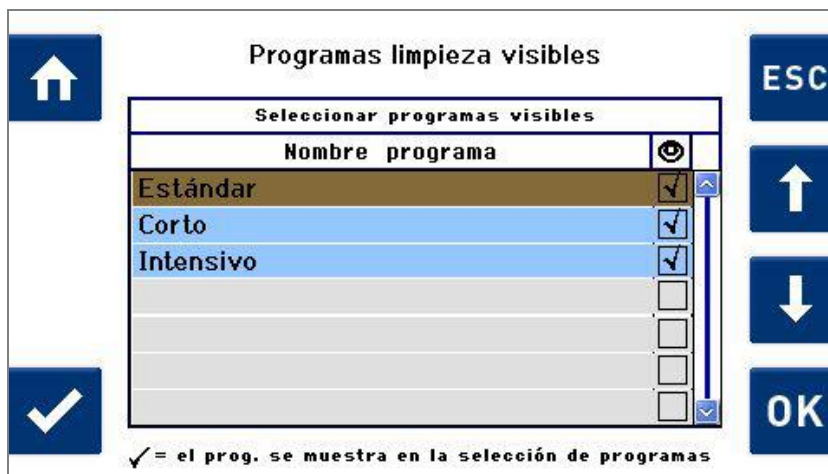 Programas limpieza visibles
ESC
Seleccionar programas visibles
Nombre programa
Estándar
Corto
Intensivo
OK
✓= el prog. se muestra en la selección de programas